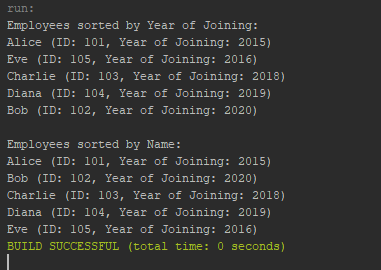 run:
Employees sorted by Year of Joining:
Alice (ID: 101, Year of Joining: 2015)
Eve (ID: 105, Year of Joining: 2016)
Charlie (ID: 103, Year of Joining: 2018)
Diana (ID: 104, Year of Joining: 2019)
Bob (ID: 102, Year of Joining: 2020)

Employees sorted by Name:
Alice (ID: 101, Year of Joining: 2015)
Bob (ID: 102, Year of Joining: 2020)
Charlie (ID: 103, Year of Joining: 2018)
Diana (ID: 104, Year of Joining: 2019)
Eve (ID: 105, Year of Joining: 2016)
BUILD SUCCESSFUL (total time: 0 seconds)